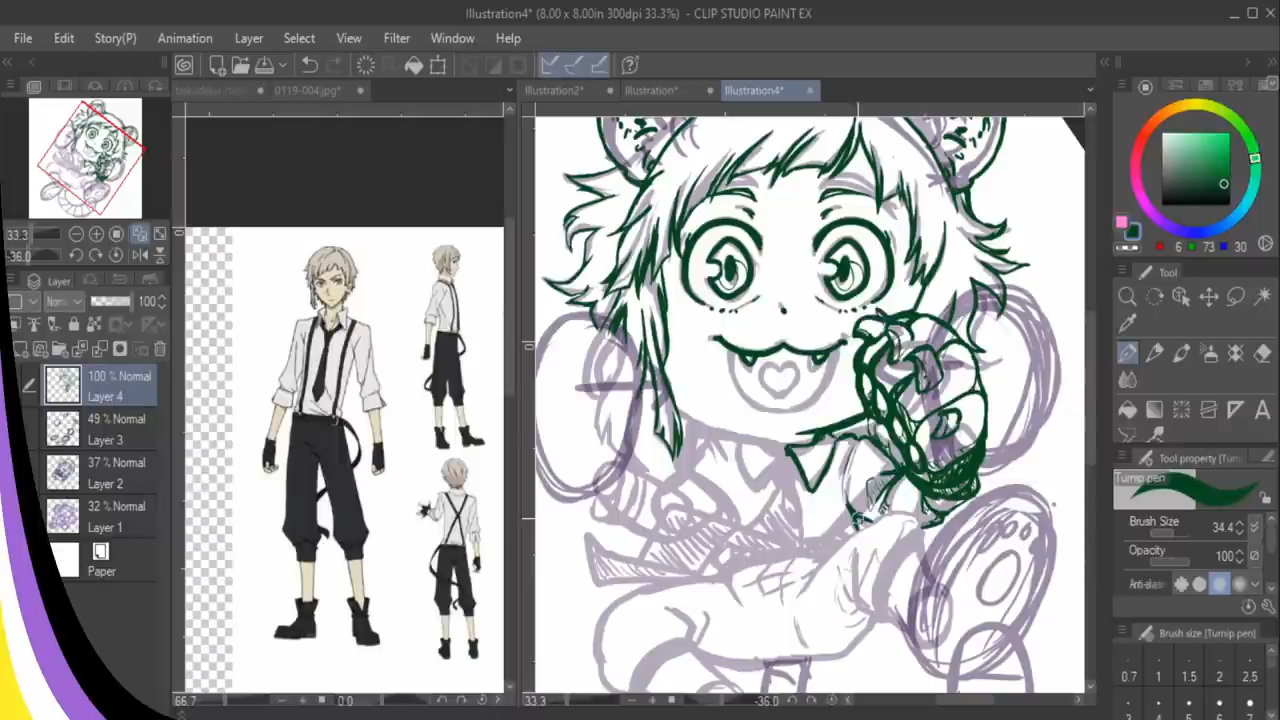 Illustration4* (8.00 x 8.00in 300dpi 33.3%) - CLIP STUDIO PAINT EX
File Edit Story(P) Animation Layer Select View Filter Window Help
0119-004.jpg* Illustration2* Illustration* Illustration4*
33.3
-36.0
Layer
100
100 % Normal
Layer 4
49 % Normal
Layer 3
37 % Normal
Layer 2
32 % Normal
Layer 1
Paper
66.7 0.0 33.3 -36.0
6 73 30
Tool
A
Tool property [Turnip
Turnip pen
Brush Size 34.4
Opacity 100
Brush size [Turnip pen]
0.7 1 1.5 2 2.5